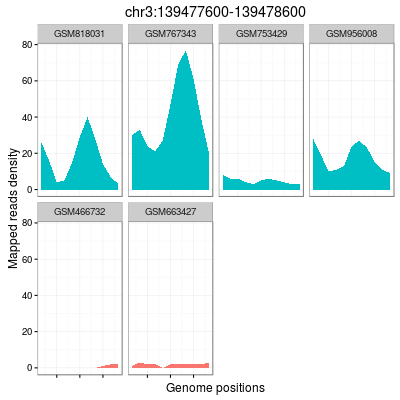 chr3:139477600-139478600
GSM818031 GSM767343 GSM753429 GSM956008
80
60
40
20
0
Mapped reads density
GSM466732 GSM663427
80
60
40
20
0
Genome positions